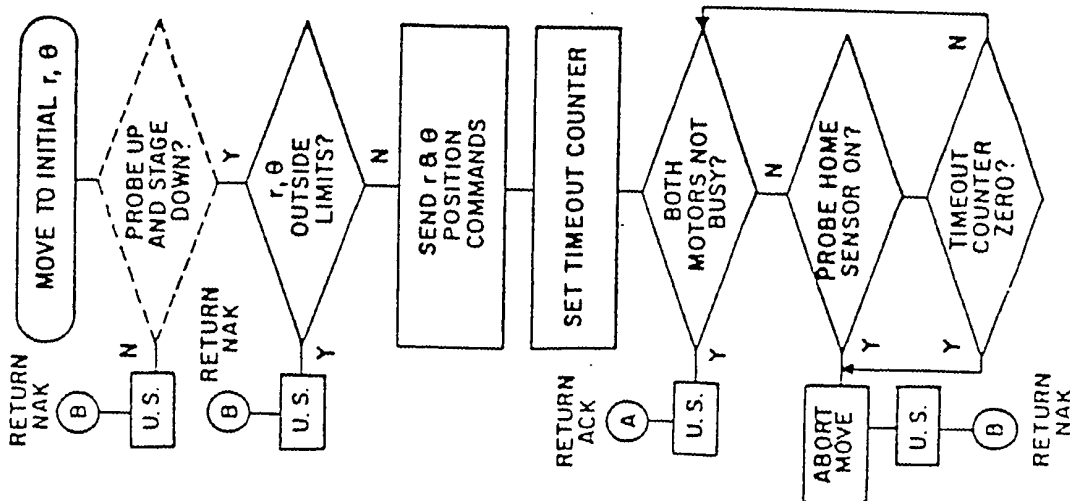 MOVE TO INITIAL r, θ
PROBE UP
AND STAGE
DOWN?
N
Y
U. S.
B
RETURN
NAK
r, θ
OUTSIDE
LIMITS?
Y
N
U. S.
B
RETURN
NAK
SEND r & θ
POSITION
COMMANDS
SET TIMEOUT COUNTER
BOTH
MOTORS NOT
BUSY?
Y
N
U. S.
A
RETURN
ACK
PROBE HOME
SENSOR ON?
Y
TIMEOUT
COUNTER
ZERO?
Y
N
ABORT
MOVE
U. S.
B
RETURN
NAK